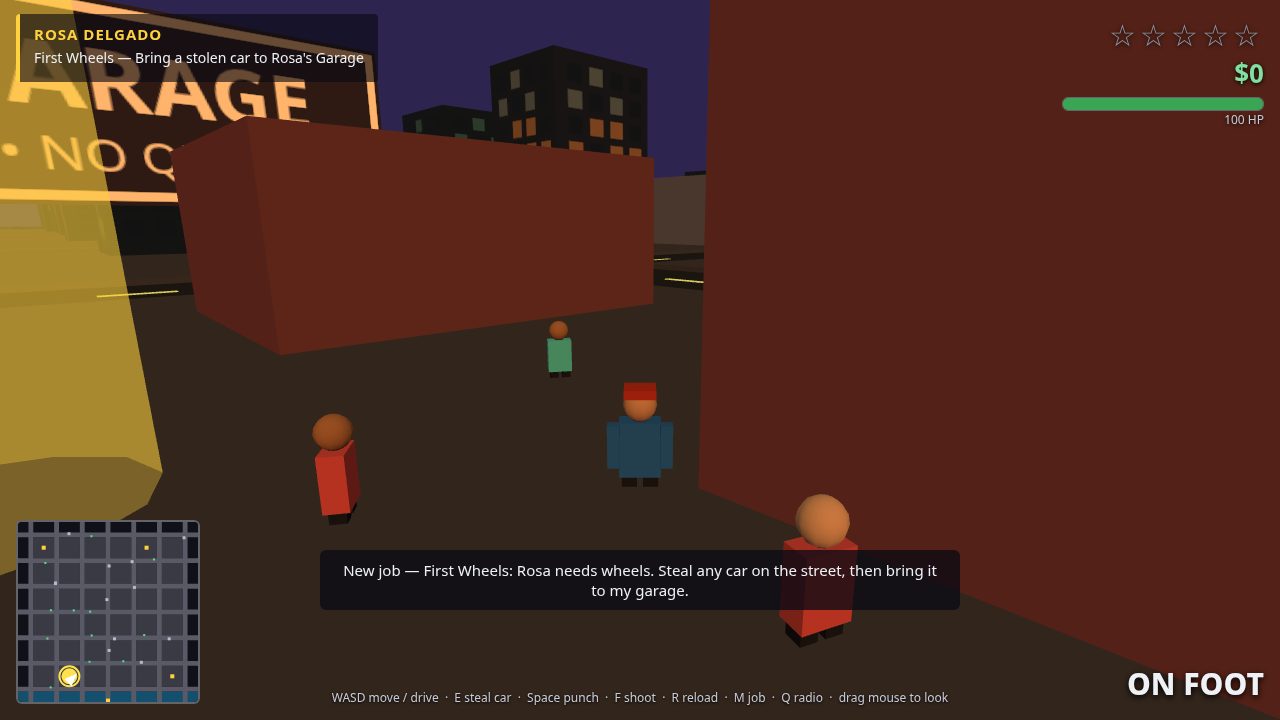 ROSA DELGADO
First Wheels — Bring a stolen car to Rosa's Garage
$0
100 HP
ARAGE
• NO Q
New job — First Wheels: Rosa needs wheels. Steal any car on the street, then bring it
to my garage.
WASD move / drive · E steal car · Space punch · F shoot · R reload · M job · Q radio · drag mouse to look
ON FOOT